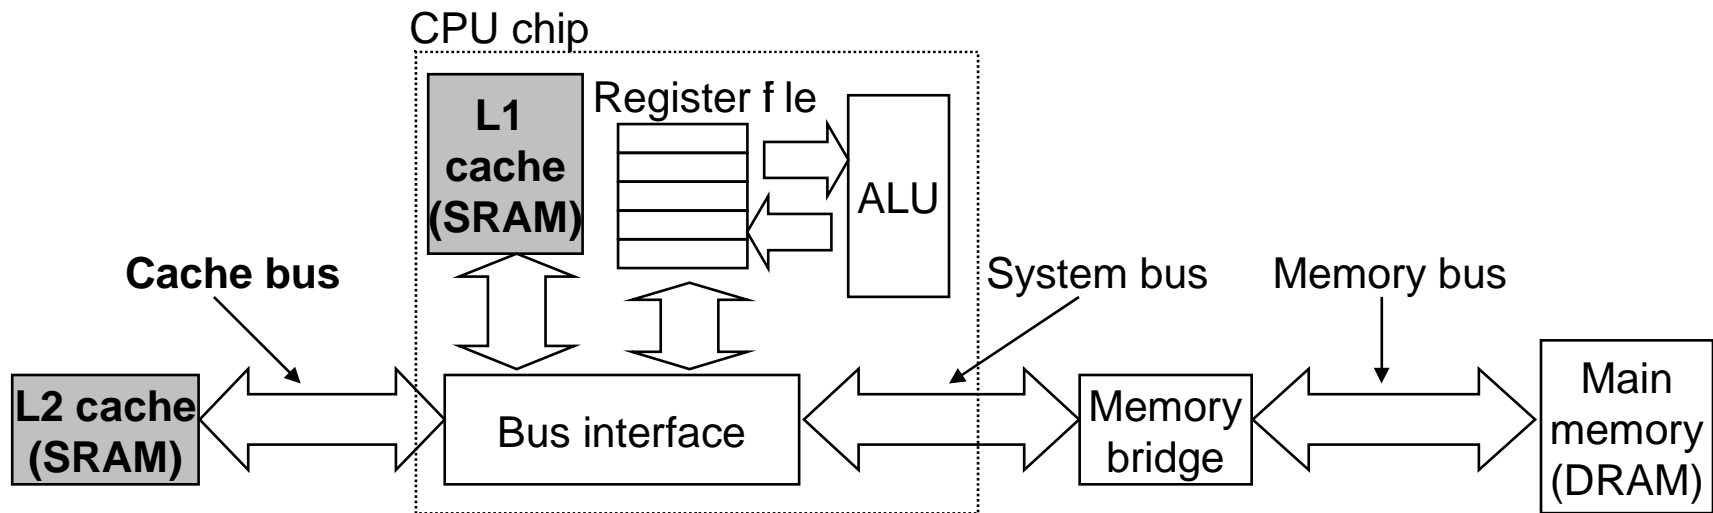 CPU chip
L1
cache
(SRAM)
Register f le
ALU
Cache bus
System bus
Memory bus
L2 cache
(SRAM)
Bus interface
Memory
bridge
Main
memory
(DRAM)